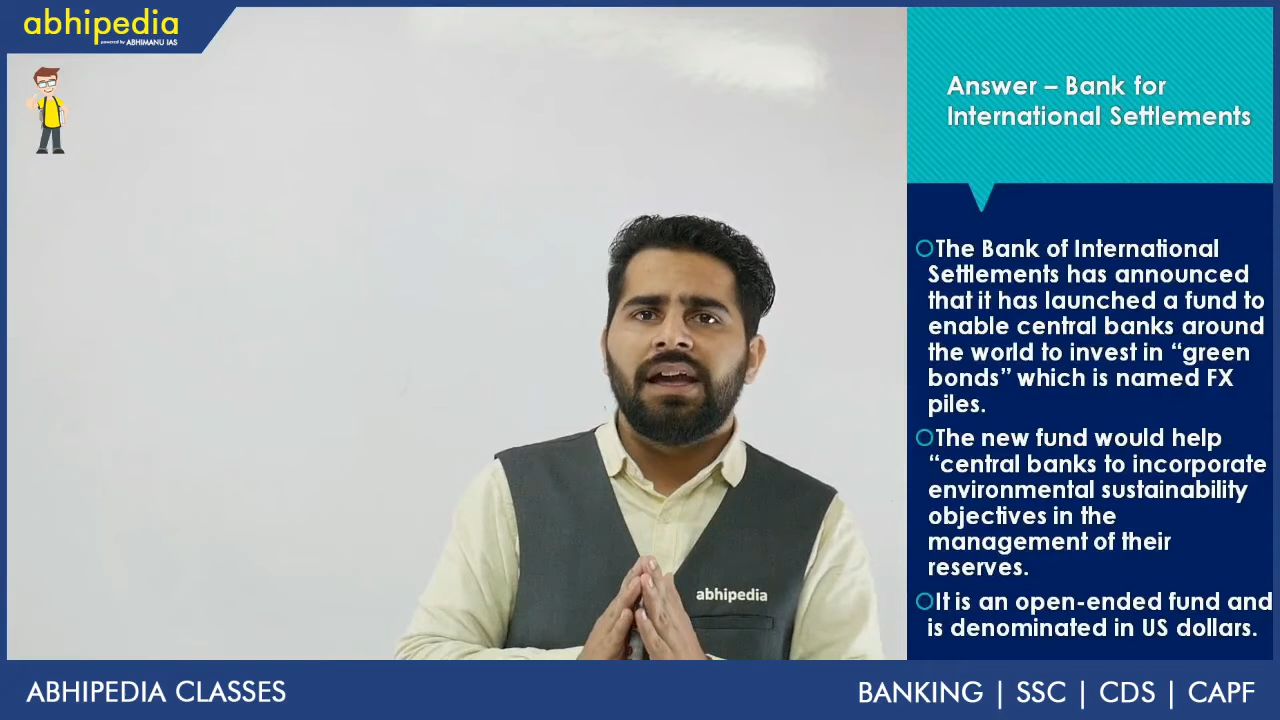 abhipedia
powered by ABHIMANU IAS
Answer – Bank for
International Settlements
The Bank of International
Settlements has announced
that it has launched a fund to
enable central banks around
the world to invest in “green
bonds” which is named FX
piles.
The new fund would help
“central banks to incorporate
environmental sustainability
objectives in the
management of their
reserves.
It is an open-ended fund and
is denominated in US dollars.
abhipedia
ABHIPEDIA CLASSES
BANKING | SSC | CDS | CAPF